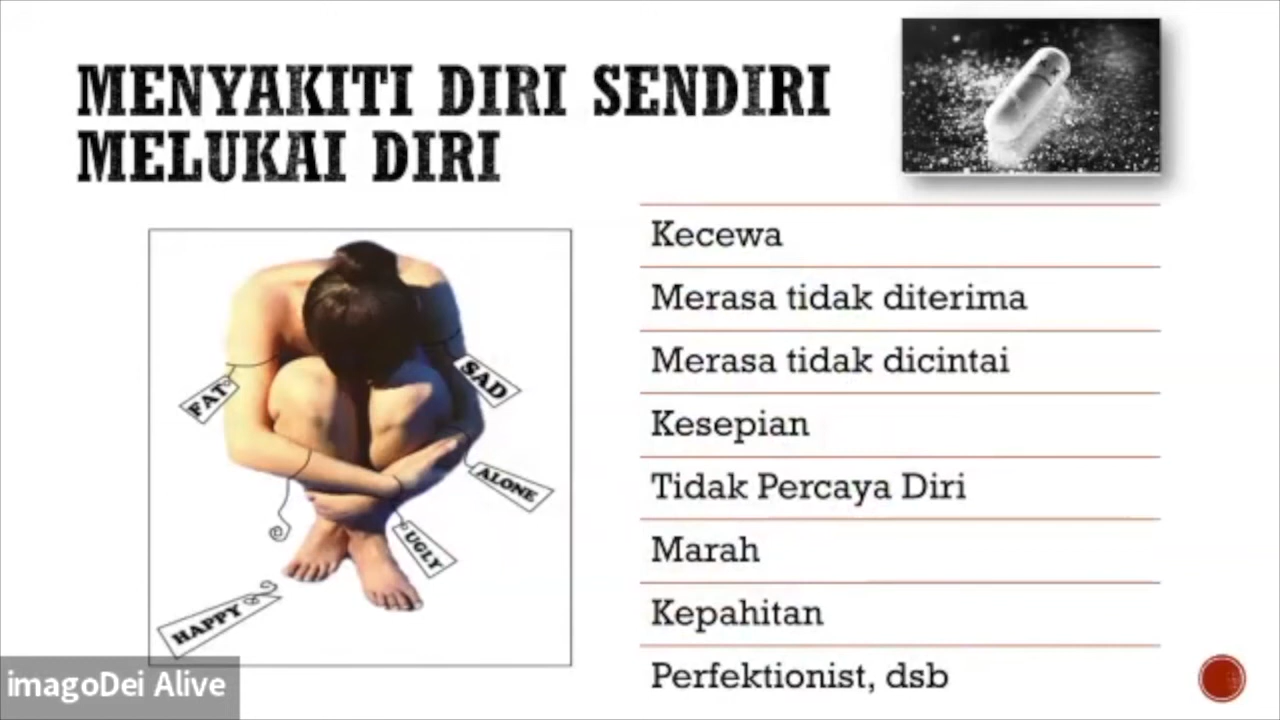 MENYAKITI DIRI SENDIRI
MELUKAI DIRI
Kecewa
Merasa tidak diterima
Merasa tidak dicintai
Kesepian
Tidak Percaya Diri
Marah
Kepahitan
Perfektionist, dsb
FAT
SAD
ALONE
UGLY
HAPPY
imagoDei Alive